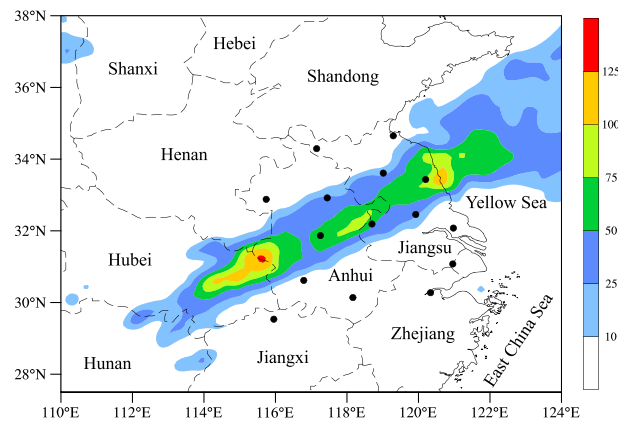 38°N
36°N
34°N
32°N
30°N
28°N
110°E
112°E
114°E
116°E
118°E
120°E
122°E
124°E
Hebei
Shanxi
Shandong
Henan
Yellow Sea
Hubei
Jiangsu
Anhui
East China Sea
Zhejiang
Hunan
Jiangxi
125
100
75
50
25
10